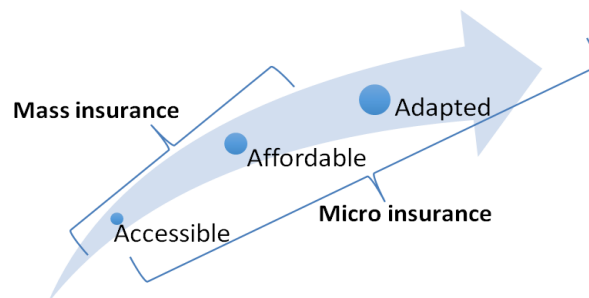 Mass insurance
Adapted
Affordable
Micro insurance
Accessible